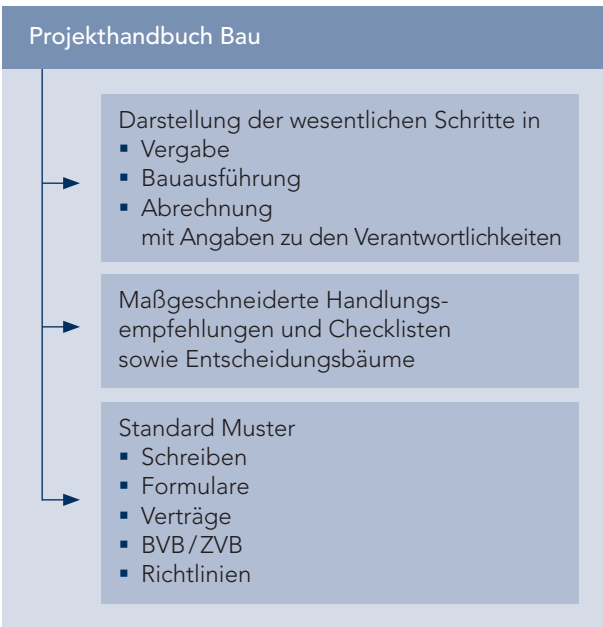 Projekthandbuch Bau
Darstellung der wesentlichen Schritte in
▪ Vergabe
▪ Bauausführung
▪ Abrechnung
mit Angaben zu den Verantwortlichkeiten
Maßgeschneiderte Handlungs-
empfehlungen und Checklisten
sowie Entscheidungsbäume
Standard Muster
▪ Schreiben
▪ Formulare
▪ Verträge
▪ BVB / ZVB
▪ Richtlinien